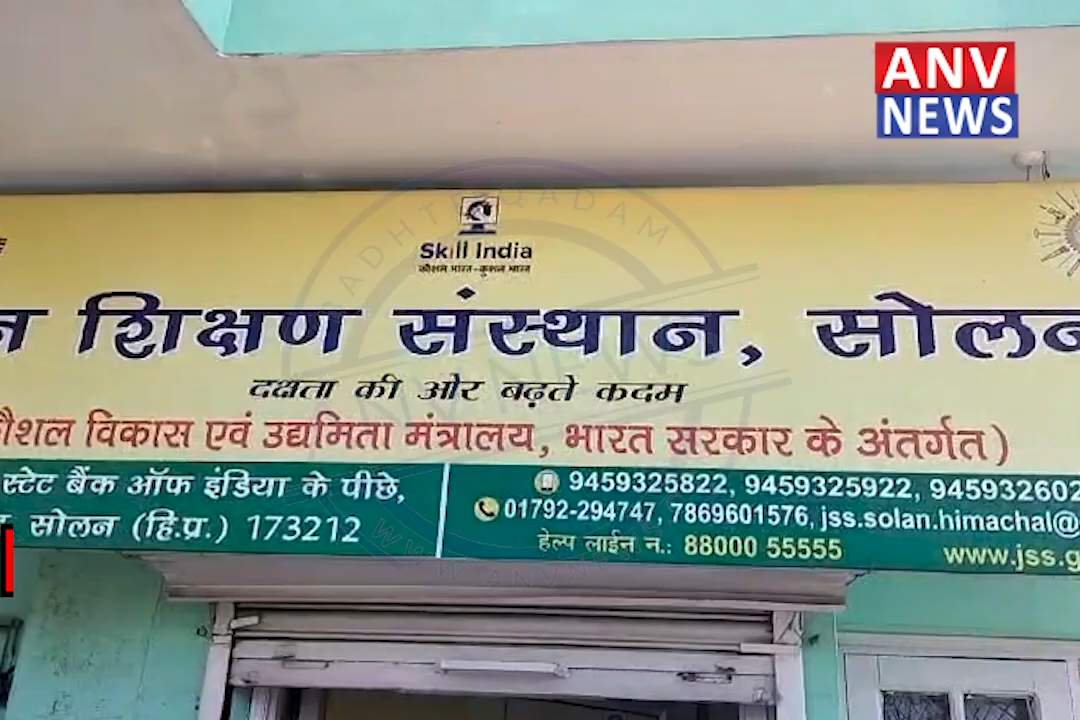 ANV
NEWS
Skill India
कौशल भारत - कुशल भारत
न शिक्षण संस्थान, सोलन
दक्षता की ओर बढ़ते कदम
कौशल विकास एवं उद्यमिता मंत्रालय, भारत सरकार के अंतर्गत)
स्टेट बैंक ऑफ इंडिया के पीछे,
सोलन (हि.प्र.) 173212
9459325822, 9459325922, 945932602
01792-294747, 7869601576, jss.solan.himachal@
हेल्प लाईन न.: 88000 55555
www.jss.g